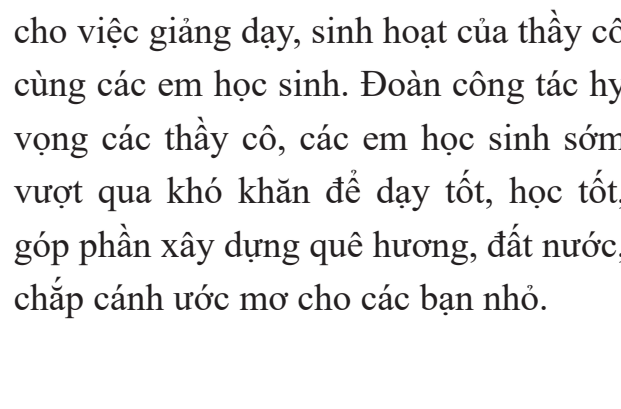 cho việc giảng dạy, sinh hoạt của thầy cô
cùng các em học sinh. Đoàn công tác hy
vọng các thầy cô, các em học sinh sớm
vượt qua khó khăn để dạy tốt, học tốt,
góp phần xây dựng quê hương, đất nước,
chắp cánh ước mơ cho các bạn nhỏ.